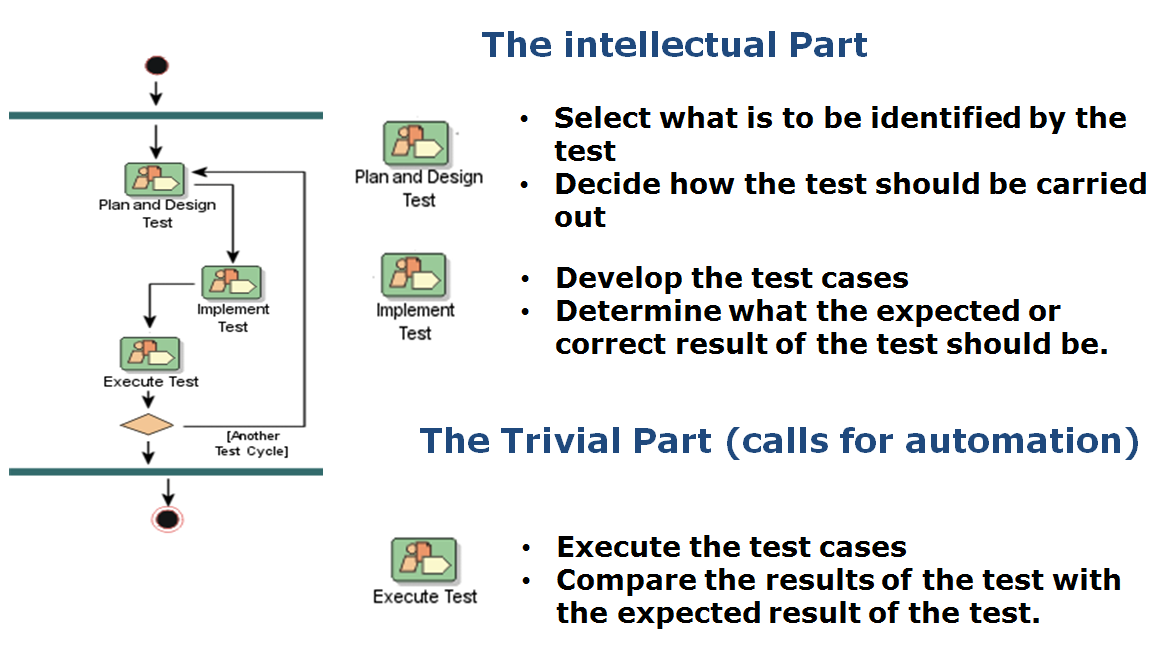 The intellectual Part
• Select what is to be identified by the
test
• Decide how the test should be carried
out
• Develop the test cases
• Determine what the expected or
correct result of the test should be.
Plan and Design
Test
Implement
Test
Plan and Design
Test
Implement
Test
Execute Test
[Another
Test Cycle]
The Trivial Part (calls for automation)
Execute Test
• Execute the test cases
• Compare the results of the test with
the expected result of the test.